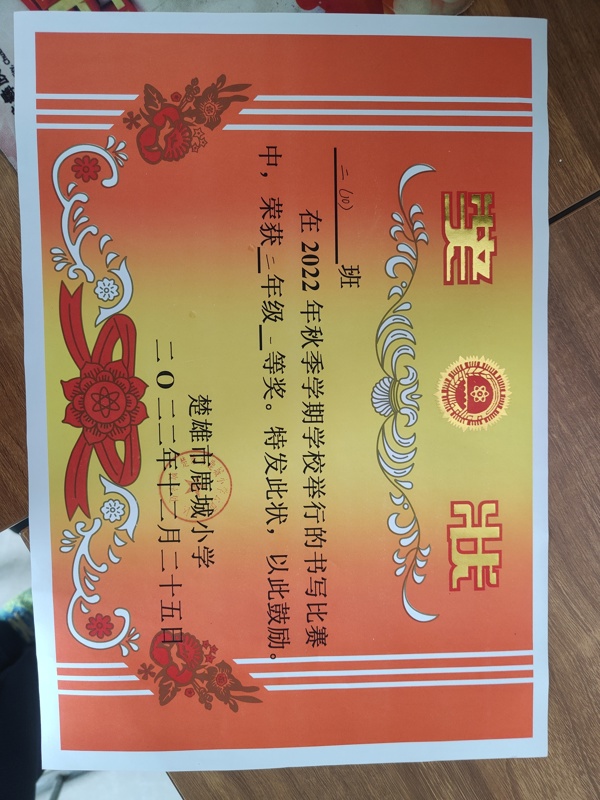 奖 状
二(10)班
在2022年秋季学期学校举行的书写比赛
中，荣获二年级一等奖。特发此状，以此鼓励。
楚雄市鹿城小学
二O二二年十二月二十五日